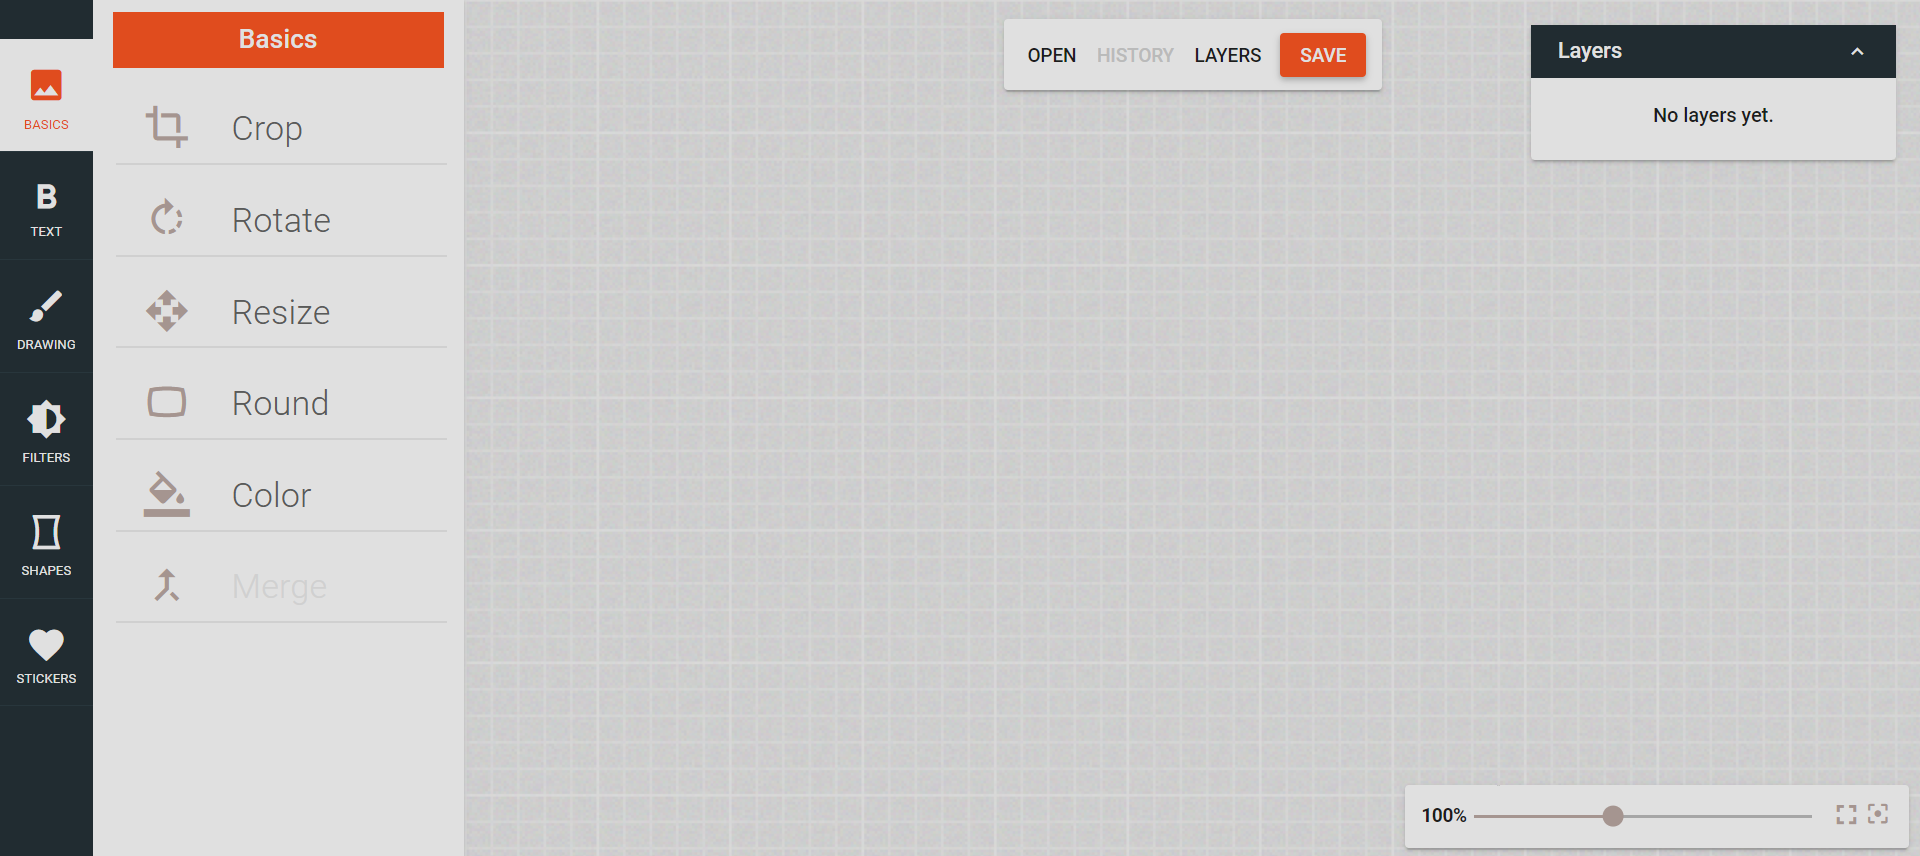 BASICS
TEXT
DRAWING
FILTERS
SHAPES
STICKERS
Basics
Crop
Rotate
Resize
Round
Color
Merge
OPEN HISTORY LAYERS SAVE
Layers
No layers yet.
100%